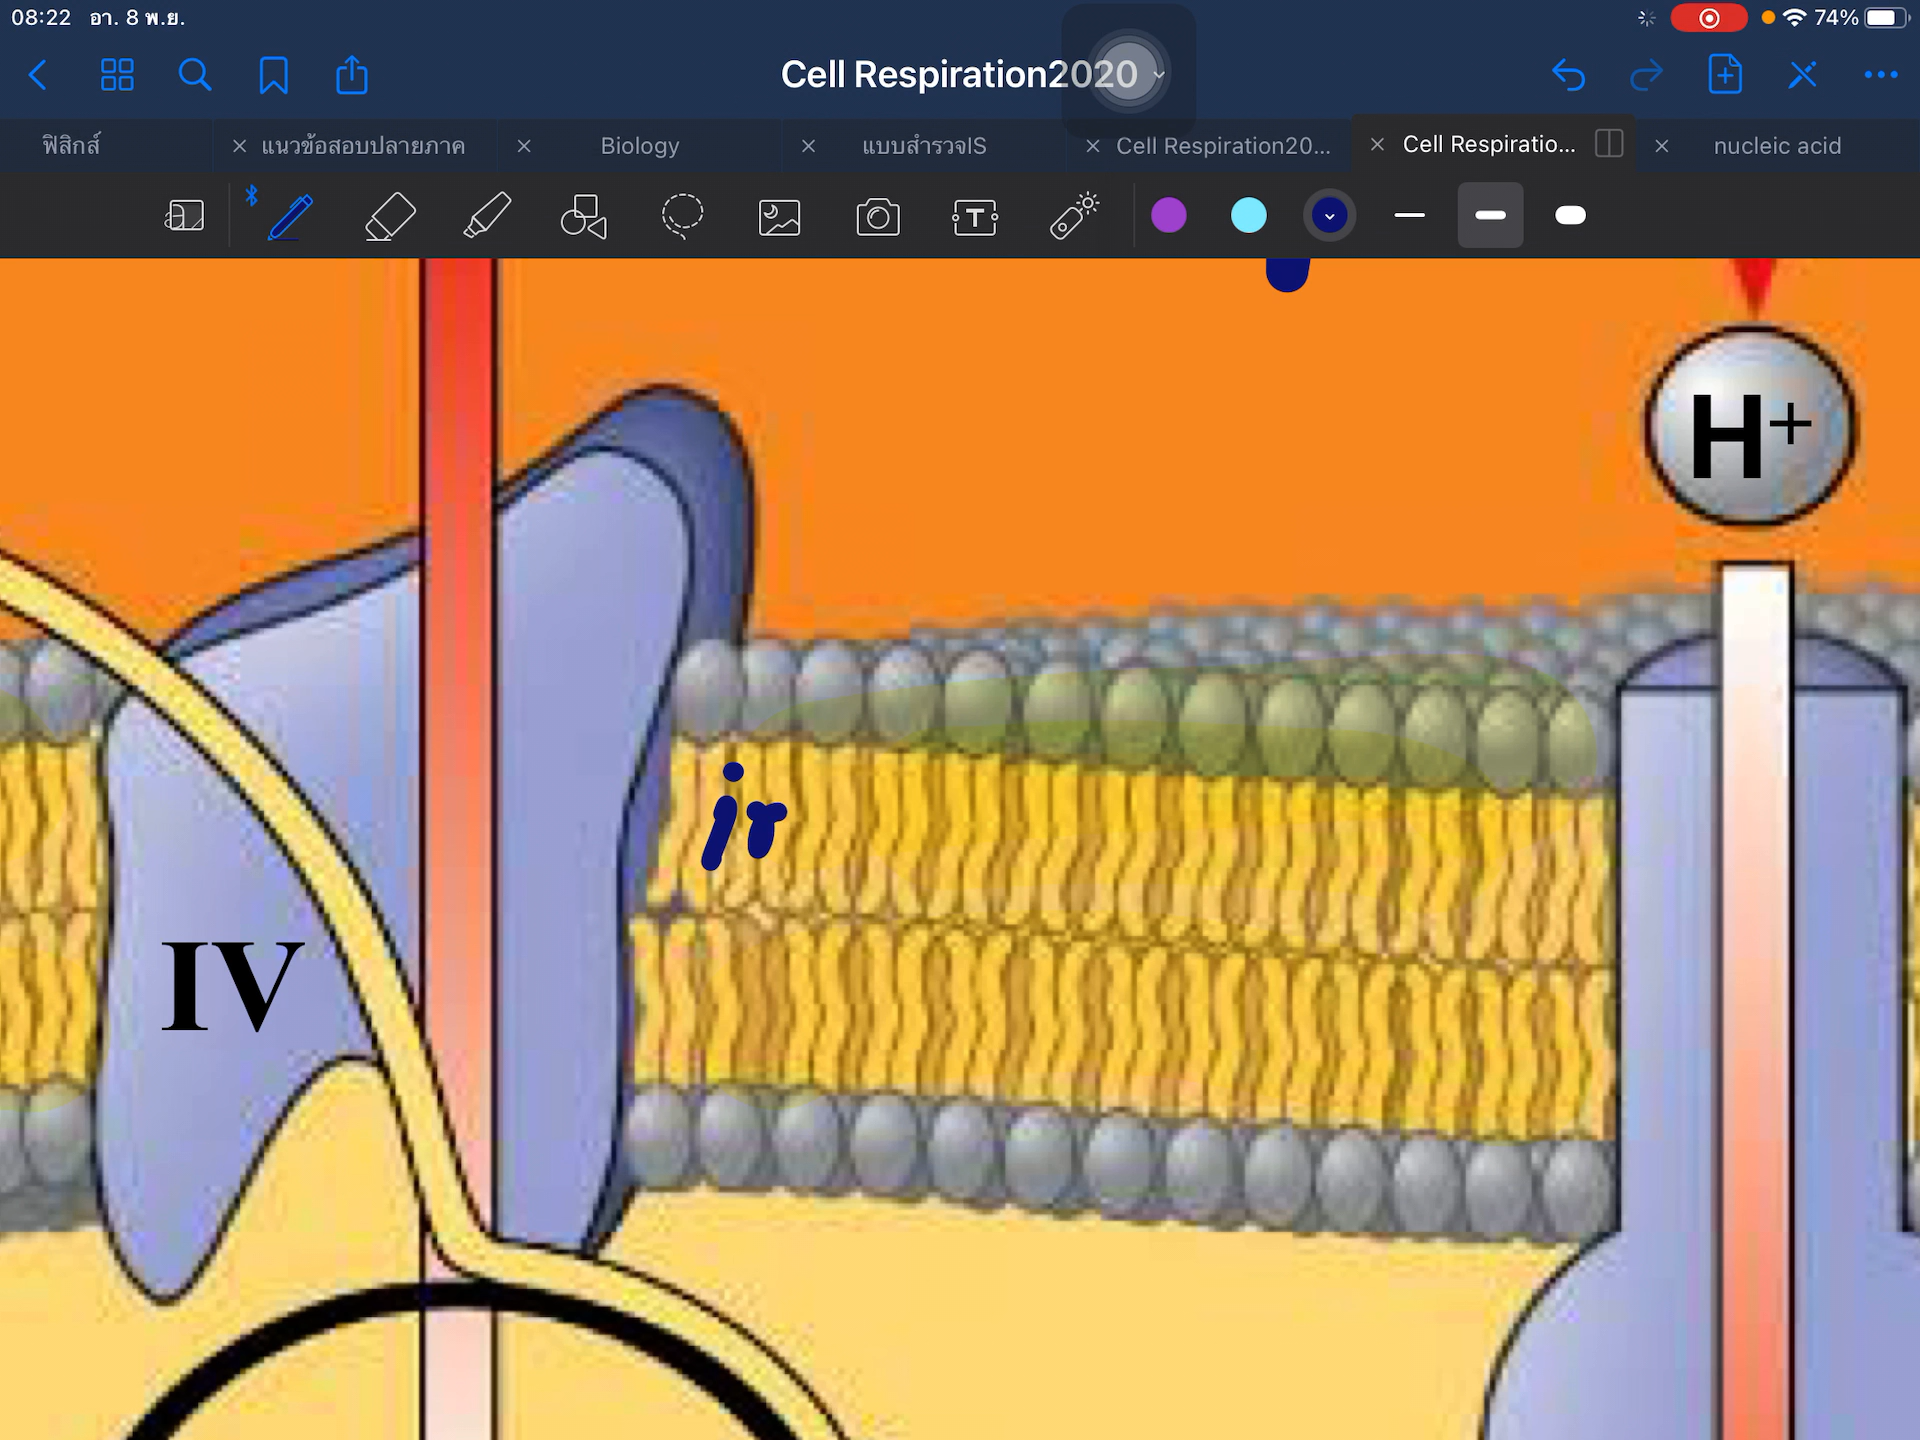 08:22 อา. 8 พ.ย.
74%
Cell Respiration2020
ฟิสิกส์
แนวข้อสอบปลายภาค
Biology
แบบสำรวจIS
Cell Respiration20...
Cell Respiratio...
nucleic acid
H+
ir
IV